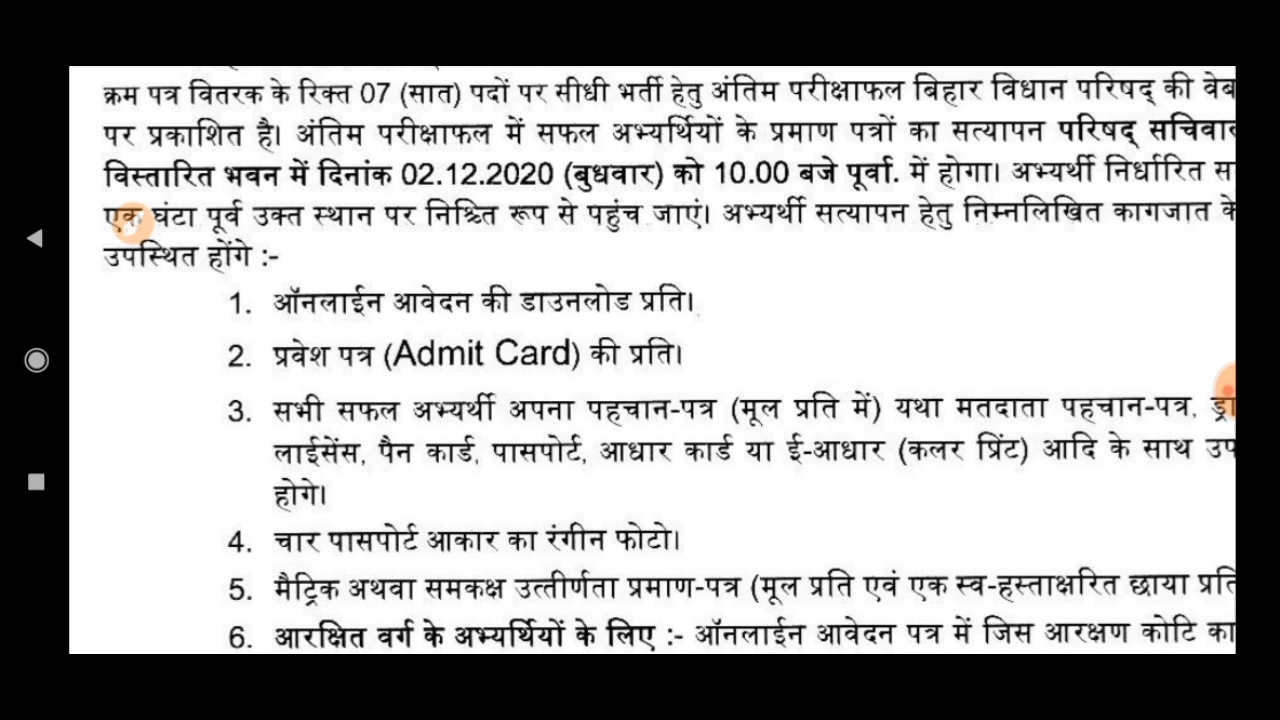 क्रम पत्र वितरक के रिक्त 07 (सात) पदों पर सीधी भर्ती हेतु अंतिम परीक्षाफल बिहार विधान परिषद् की वेब
पर प्रकाशित है। अंतिम परीक्षाफल में सफल अभ्यर्थियों के प्रमाण पत्रों का सत्यापन परिषद् सचिवाल
विस्तारित भवन में दिनांक 02.12.2020 (बुधवार) को 10.00 बजे पूर्वा. में होगा। अभ्यर्थी निर्धारित स
एक घंटा पूर्व उक्त स्थान पर निश्चित रूप से पहुंच जाएं। अभ्यर्थी सत्यापन हेतु निम्नलिखित कागजात के
उपस्थित होंगे :-
1. ऑनलाईन आवेदन की डाउनलोड प्रति।
2. प्रवेश पत्र (Admit Card) की प्रति।
3. सभी सफल अभ्यर्थी अपना पहचान-पत्र (मूल प्रति में) यथा मतदाता पहचान-पत्र, ड्रा
लाईसेंस, पैन कार्ड, पासपोर्ट, आधार कार्ड या ई-आधार (कलर प्रिंट) आदि के साथ उप
होगे।
4. चार पासपोर्ट आकार का रंगीन फोटो।
5. मैट्रिक अथवा समकक्ष उत्तीर्णता प्रमाण-पत्र (मूल प्रति एवं एक स्व-हस्ताक्षरित छाया प्रति
6. आरक्षित वर्ग के अभ्यर्थियों के लिए :- ऑनलाईन आवेदन पत्र में जिस आरक्षण कोटि का